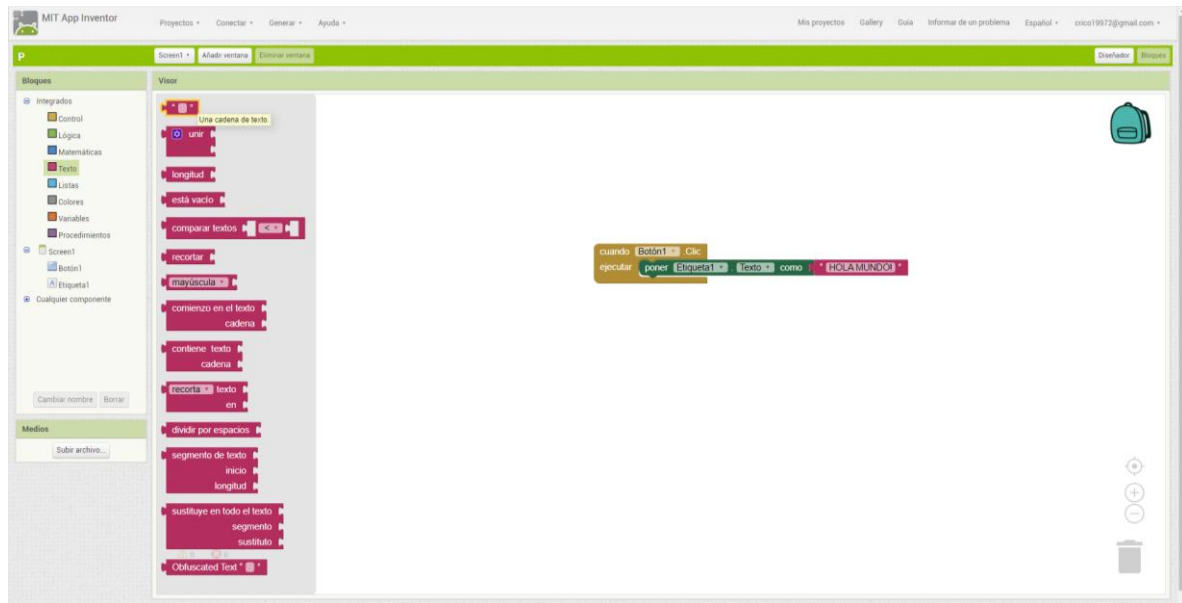 MIT App Inventor
Proyectos Conectar Generar Ayuda
Mis proyectos Gallery Guía Informar de un problema Español crico19972@gmail.com
P Screen1 Añadir ventana Eliminar ventana Diseñador Bloques
Bloques
Integrados
Control
Lógica
Matemáticas
Texto
Listas
Colores
Variables
Procedimientos
Screen1
Botón1
A Etiqueta1
Cualquier componente
Cambiar nombre Borrar
Medios
Subir archivo...
Visor
" "
Una cadena de texto.
unir
longitud
está vacío
comparar textos <
recortar
mayúscula
comienzo en el texto
cadena
contiene texto
cadena
recorta texto
en
dividir por espacios
segmento de texto
inicio
longitud
sustituye en todo el texto
segmento
sustituto
Obfuscated Text " "
cuando Botón1 . Clic
ejecutar poner Etiqueta1 . Texto como " HOLA MUNDO! "